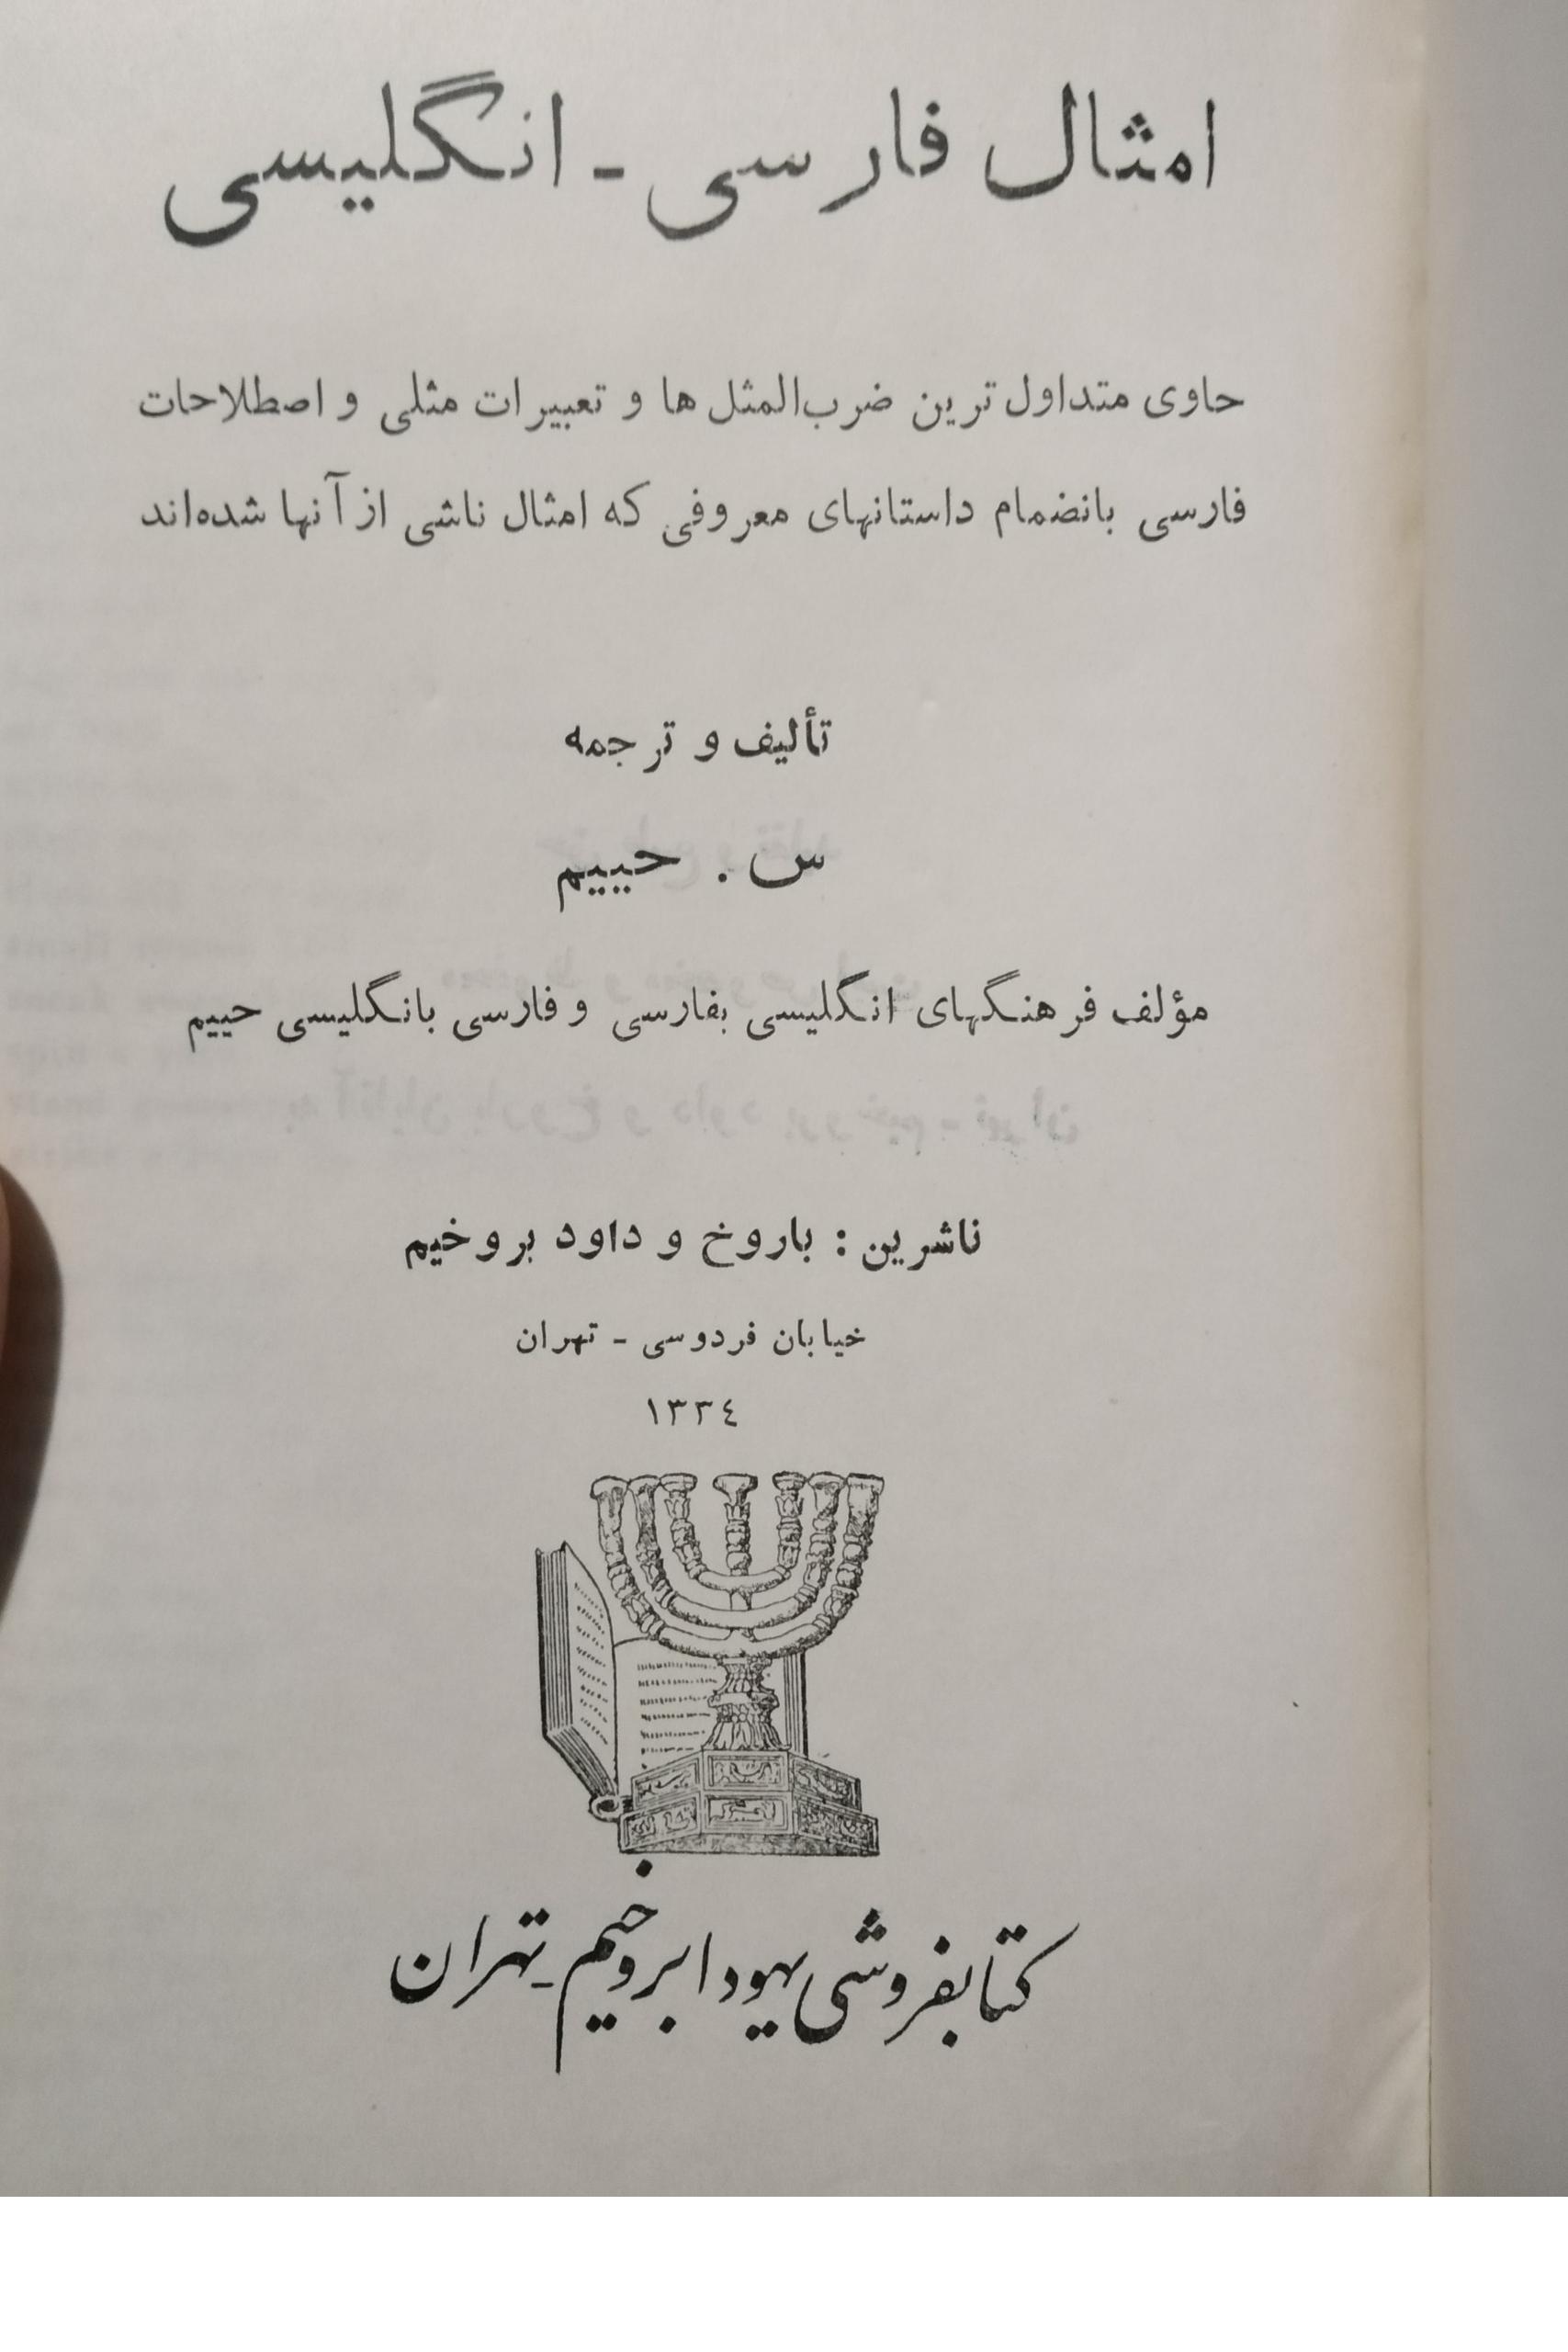 امثال فارسی - انگلیسی
حاوی متداول ترین ضرب‌المثل ها و تعبیرات مثلی و اصطلاحات
فارسی بانضمام داستانهای معروفی که امثال ناشی از آنها شده‌اند
تألیف و ترجمه
س . حییم
مؤلف فرهنگهای انگلیسی بفارسی و فارسی بانگلیسی حییم
ناشرین : باروخ و داود بروخیم
خیابان فردوسی - تهران
۱۳۳٤
کتابفروشی یهودا بروخیم - تهران